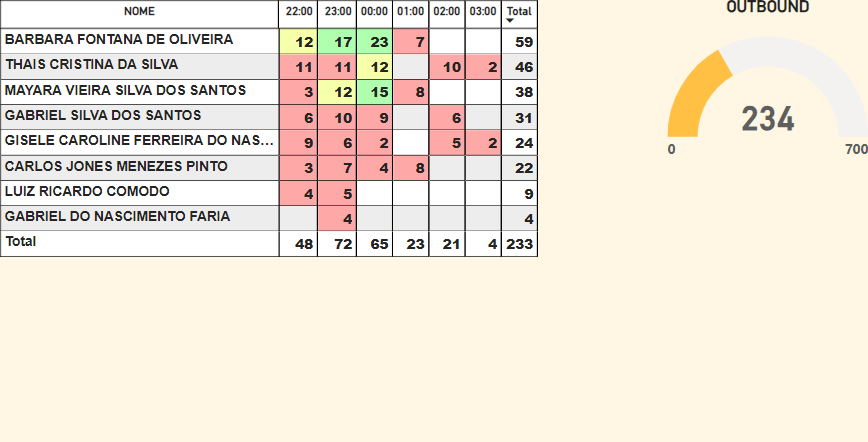 NOME 22:00 23:00 00:00 01:00 02:00 03:00 Total
BARBARA FONTANA DE OLIVEIRA 12 17 23 7 59
THAIS CRISTINA DA SILVA 11 11 12 10 2 46
MAYARA VIEIRA SILVA DOS SANTOS 3 12 15 8 38
GABRIEL SILVA DOS SANTOS 6 10 9 6 31
GISELE CAROLINE FERREIRA DO NAS... 9 6 2 5 2 24
CARLOS JONES MENEZES PINTO 3 7 4 8 22
LUIZ RICARDO COMODO 4 5 9
GABRIEL DO NASCIMENTO FARIA 4 4
Total 48 72 65 23 21 4 233
OUTBOUND
234
0 700